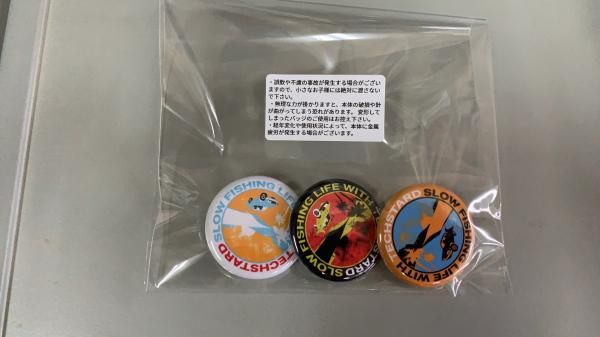 ・誤飲や不慮の事故が発生する場合がござい
ますので、小さなお子様には絶対に渡さない
で下さい。
・無理な力が掛かりますと、本体の破損や針
が曲がってしまう恐れがあります。変形して
しまったバッジのご使用はお控え下さい。
・経年変化や使用状況によって、本体に金属
疲労が発生する場合がございます。
SLOW FISHING LIFE
TECHSTARD
SLOW FISHING LIFE WITH
STARD
SLOW FISHING LIFE WITH
TECHSTARD